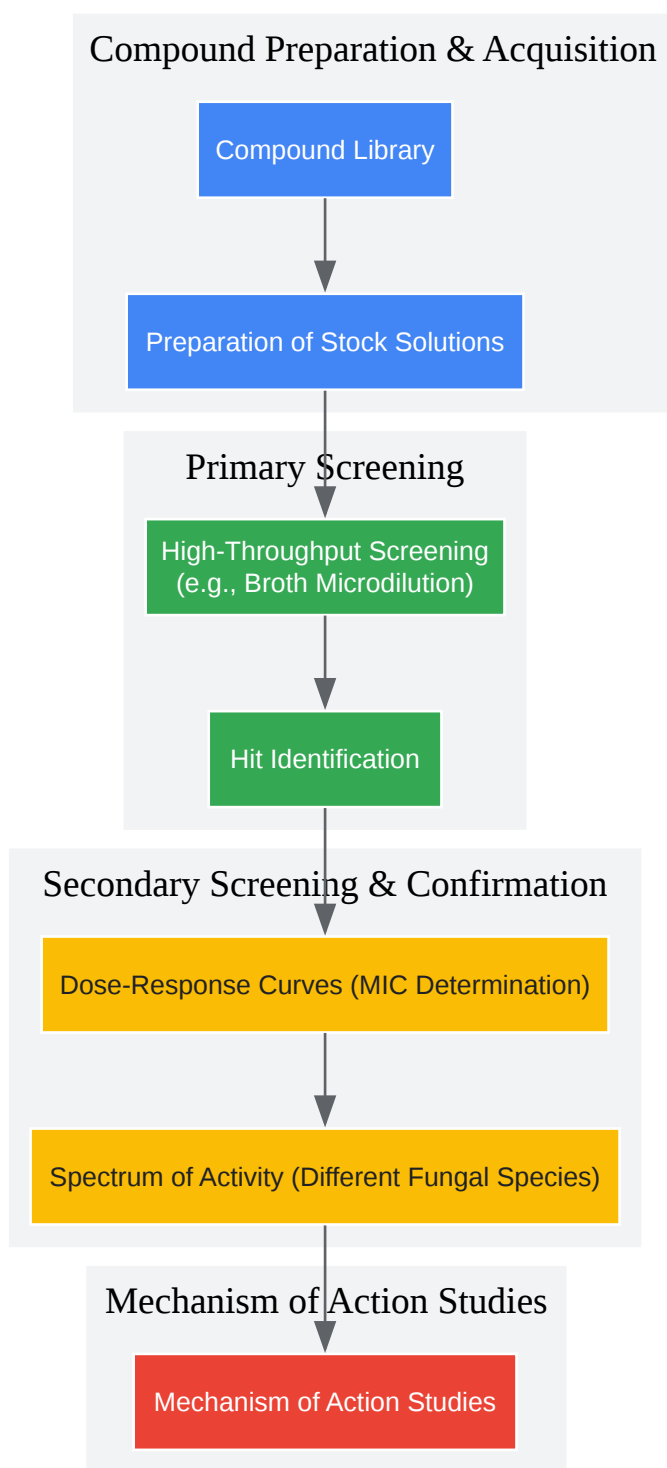 Compound Preparation & Acquisition
Compound Library
Preparation of Stock Solutions
Primary Screening
High-Throughput Screening
(e.g., Broth Microdilution)
Hit Identification
Secondary Screening & Confirmation
Dose-Response Curves (MIC Determination)
Spectrum of Activity (Different Fungal Species)
Mechanism of Action Studies
Mechanism of Action Studies